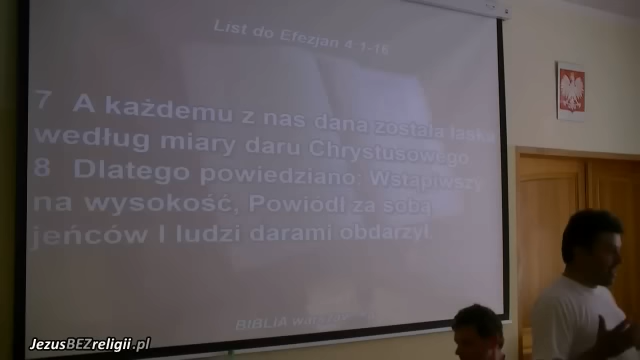 List do Efezjan 4:1-16
7 A każdemu z nas dana została łaska
według miary daru Chrystusowego.
8 Dlatego powiedziano: Wstąpiwszy
na wysokość, Powiódł za sobą
jeńców I ludzi darami obdarzył.
BIBLIA
JezusBEZreligii.pl